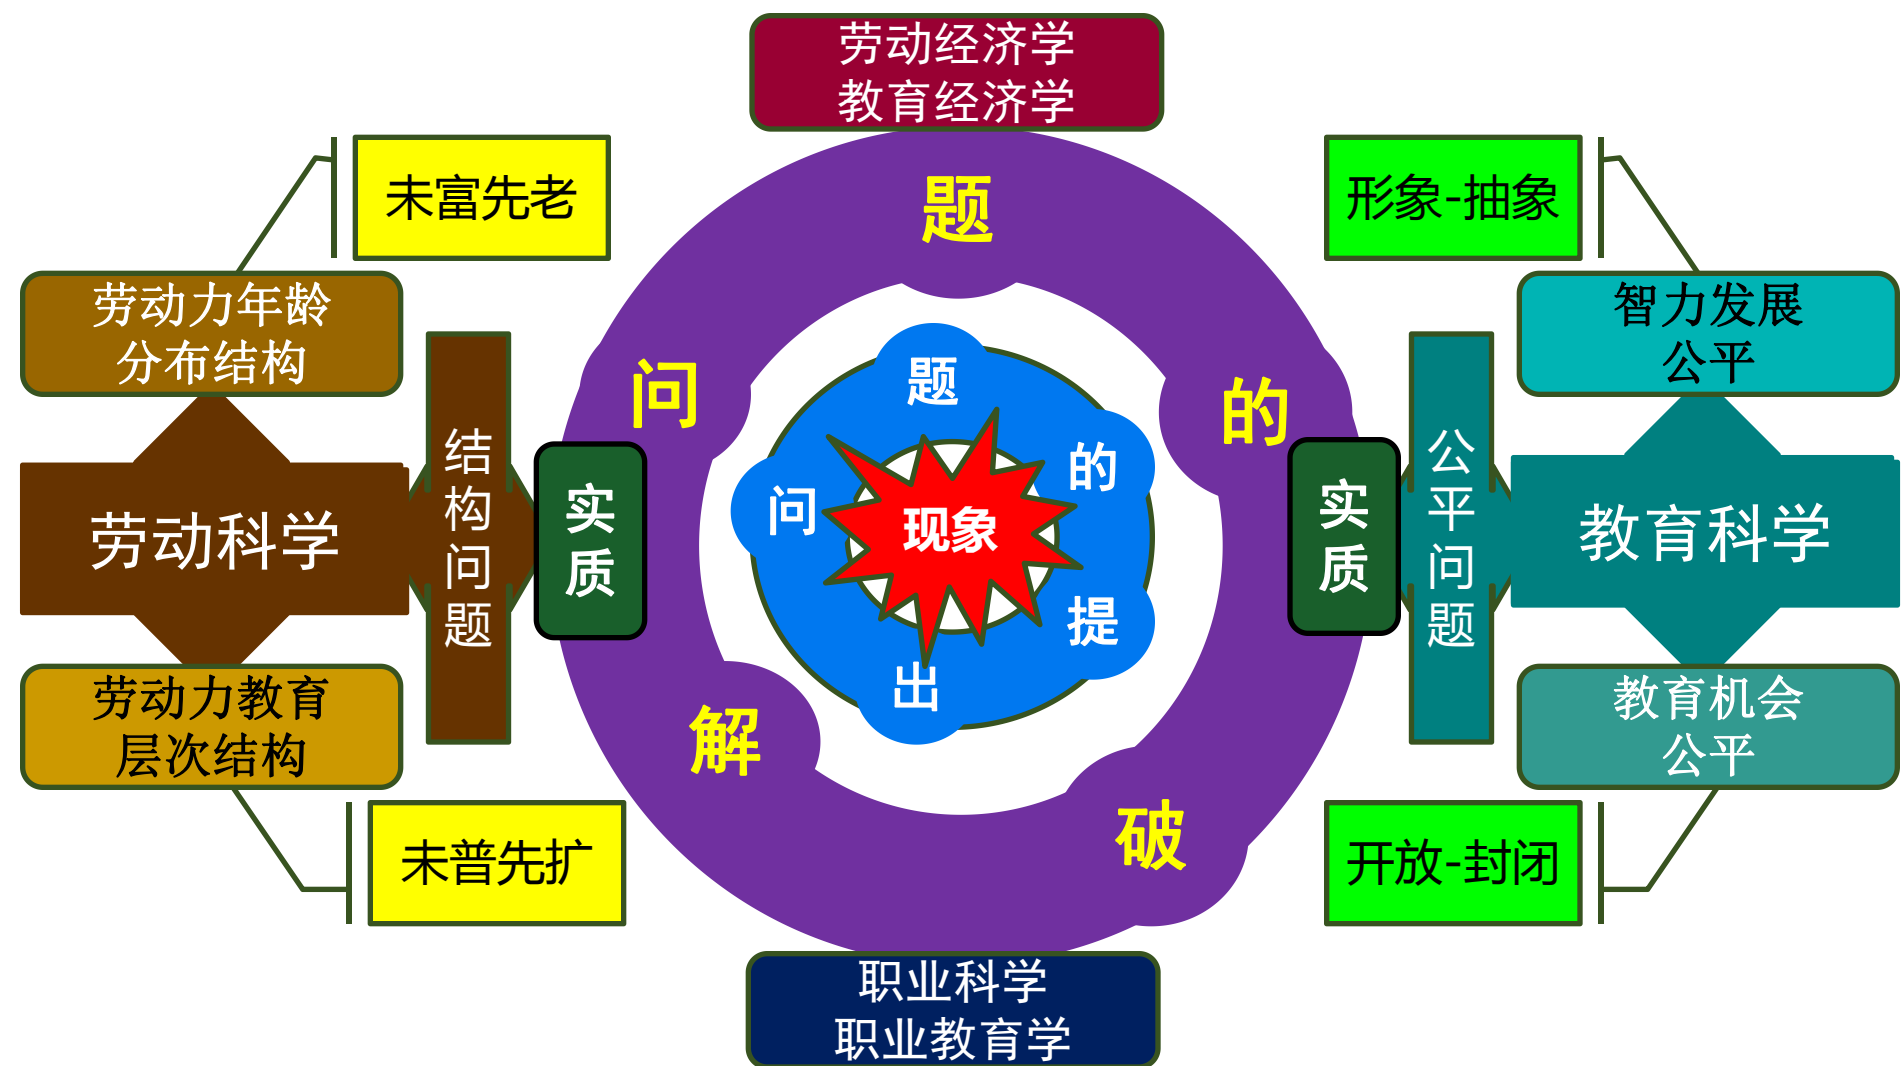 劳动经济学
教育经济学
未富先老
形象-抽象
劳动力年龄
分布结构
智力发展
公平
劳动科学
结构问题
实质
问题的破解
问题的提出
现象
实质
公平问题
教育科学
劳动力教育
层次结构
教育机会
公平
未普先扩
开放-封闭
职业科学
职业教育学